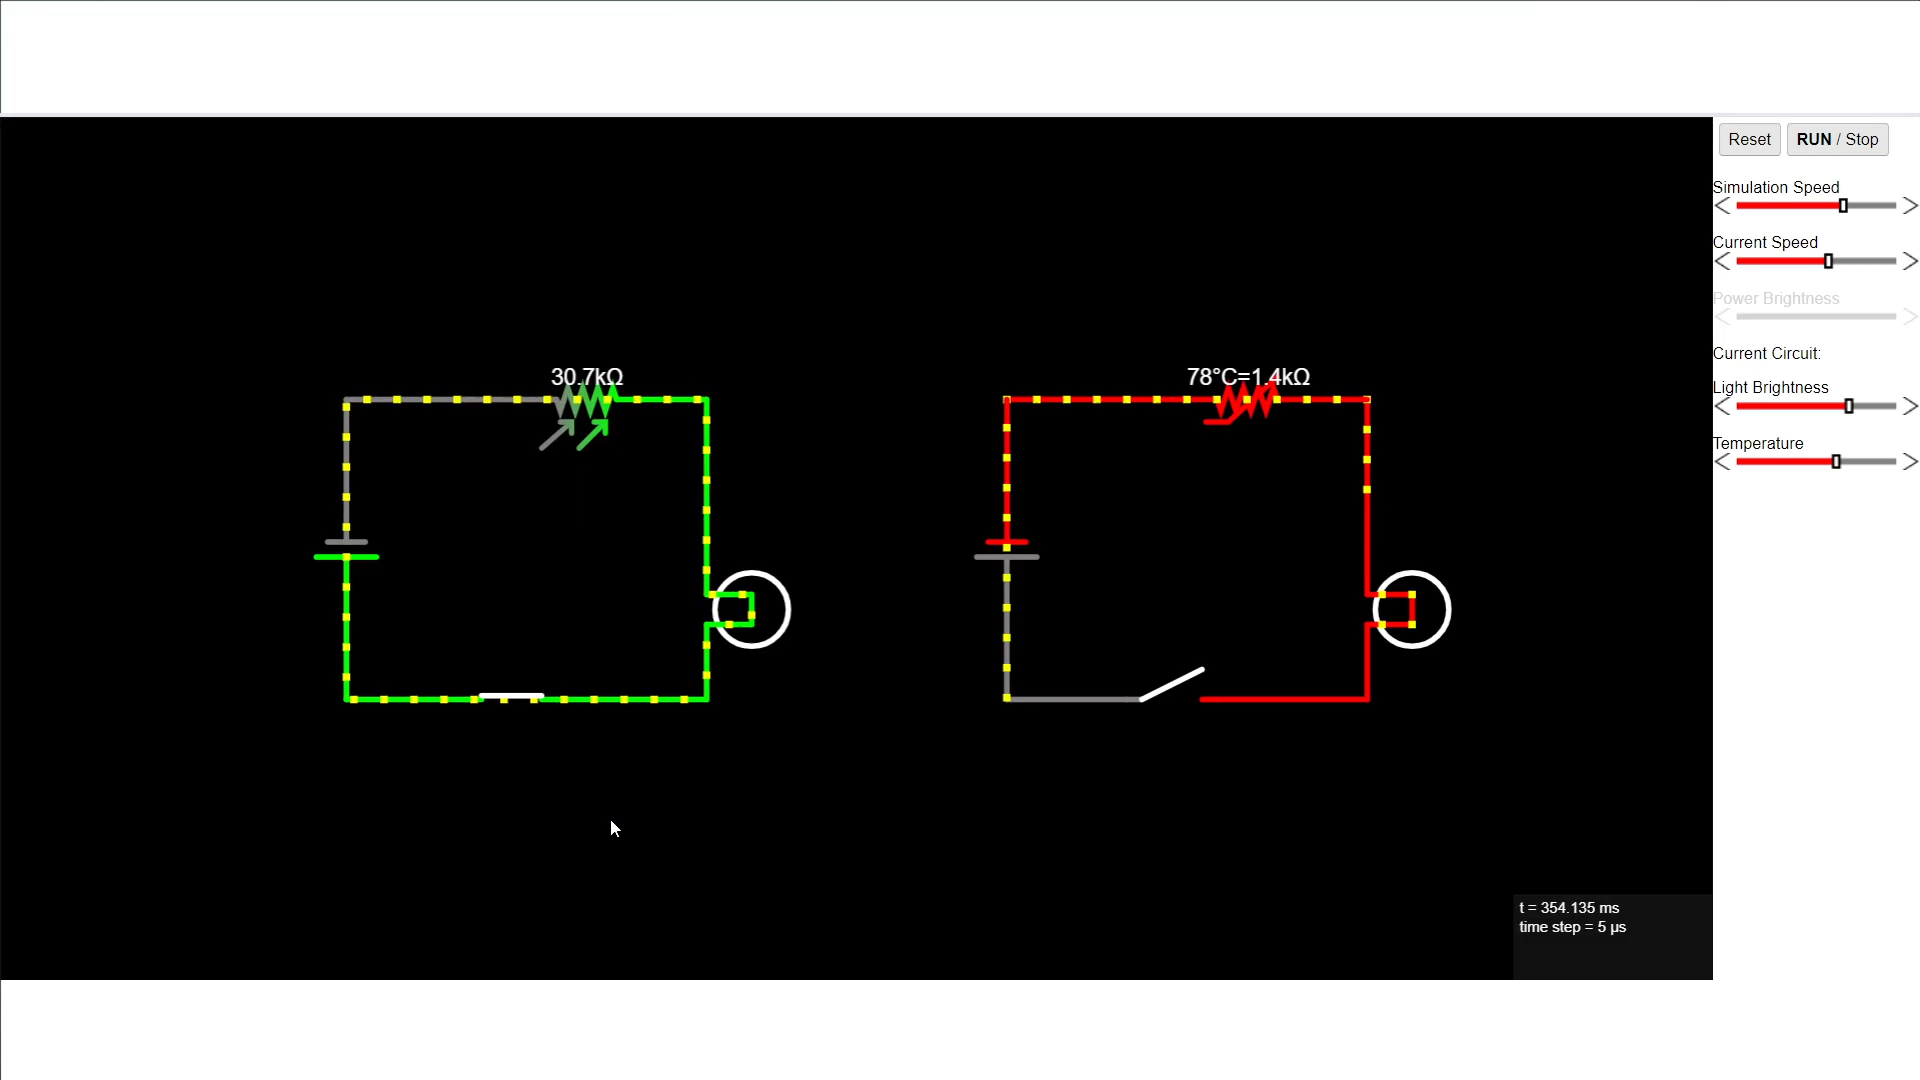 Reset
RUN / Stop
Simulation Speed
Current Speed
Power Brightness
Current Circuit:
Light Brightness
Temperature
30.7kΩ
78°C=1.4kΩ
t = 354.135 ms
time step = 5 µs